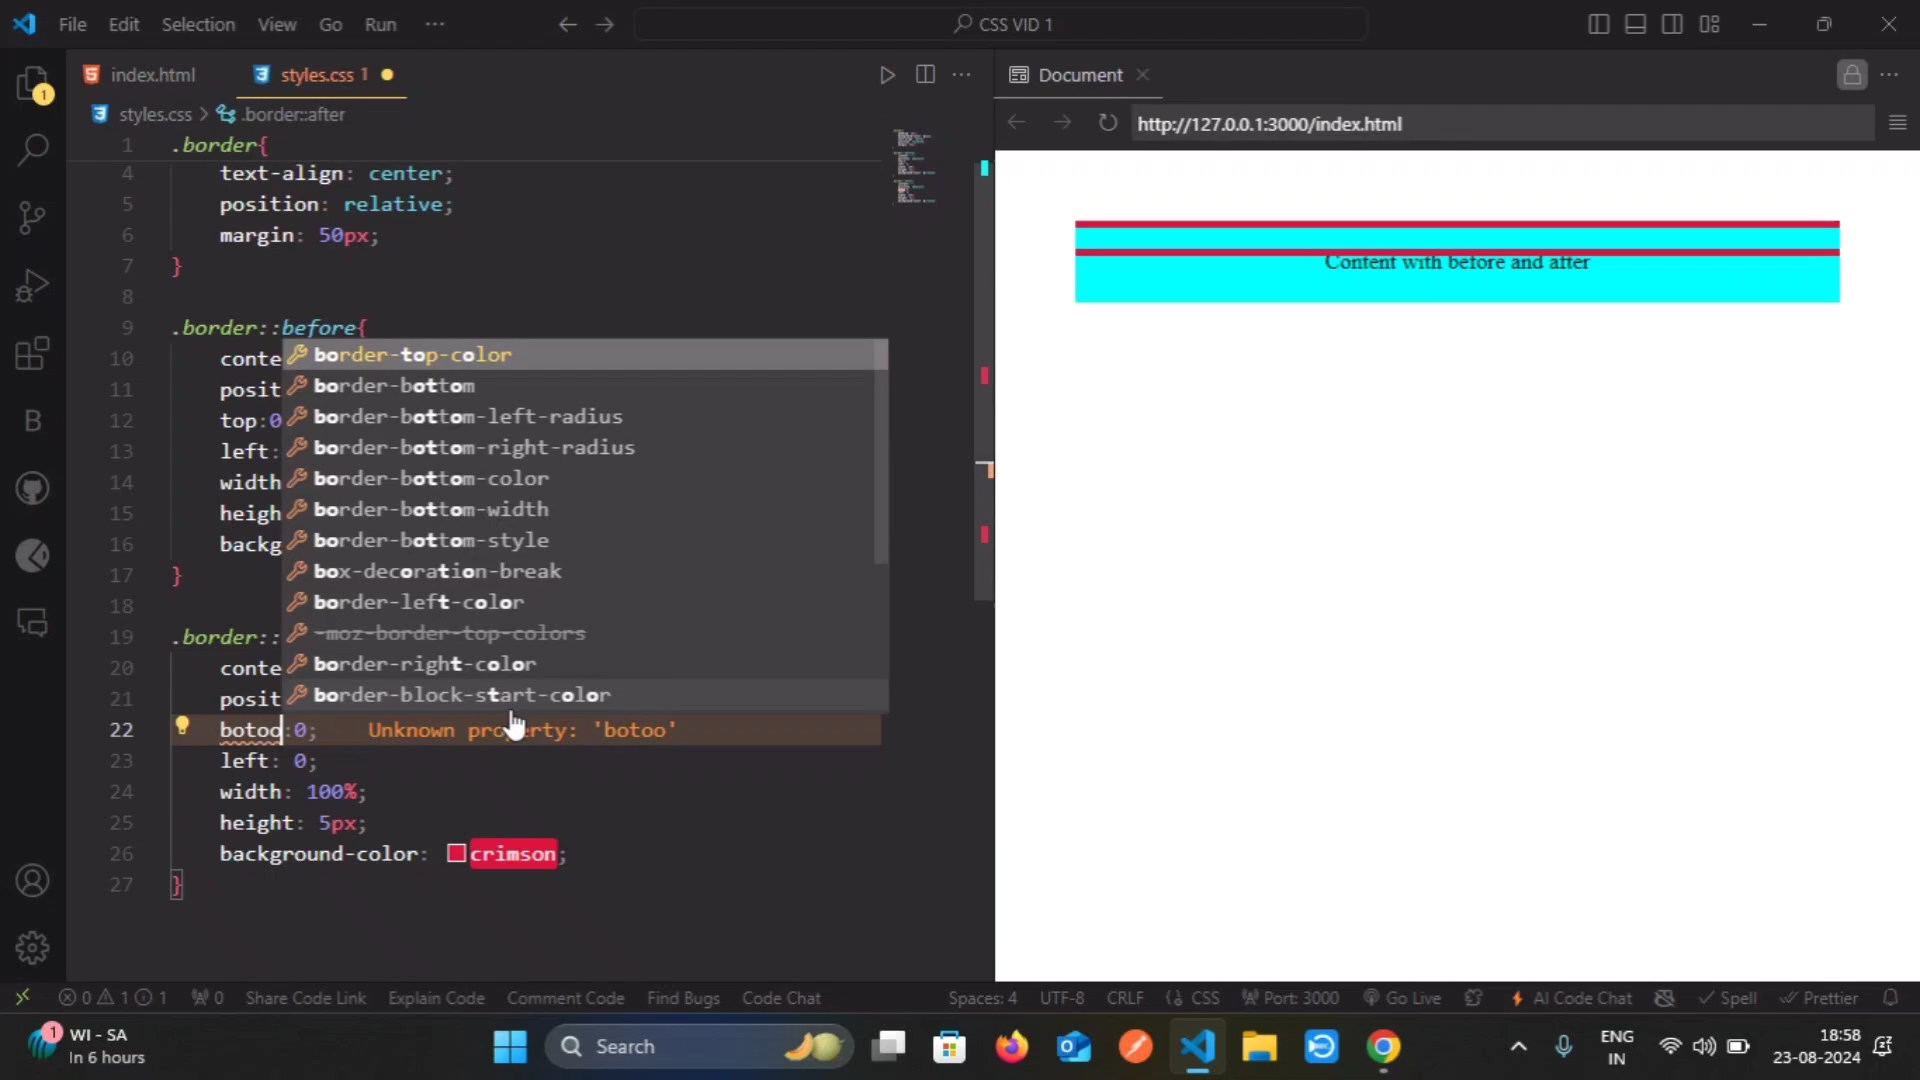 File Edit Selection View Go Run ···
CSS VID 1
index.html styles.css 1
Document
styles.css > .border::after
http://127.0.0.1:3000/index.html
1 .border{
4 text-align: center;
5 position: relative;
6 margin: 50px;
7 }
8
9 .border::before{
10 conte
11 posit
12 top:0
13 left:
14 width
15 heigh
16 backg
17 }
18
19 .border::
20 conte
21 posit
border-top-color
border-bottom
border-bottom-left-radius
border-bottom-right-radius
border-bottom-color
border-bottom-width
border-bottom-style
box-decoration-break
border-left-color
-moz-border-top-colors
border-right-color
border-block-start-color
22 botoo:0; Unknown property: 'botoo'
23 left: 0;
24 width: 100%;
25 height: 5px;
26 background-color: crimson;
27 }
Content with before and after
1
B
0 1 1 0 Share Code Link Explain Code Comment Code Find Bugs Code Chat Spaces: 4 UTF-8 CRLF {} CSS Port: 3000 Go Live AI Code Chat Spell Prettier
1 WI - SA
In 6 hours
Search
ENG
IN
18:58
23-08-2024